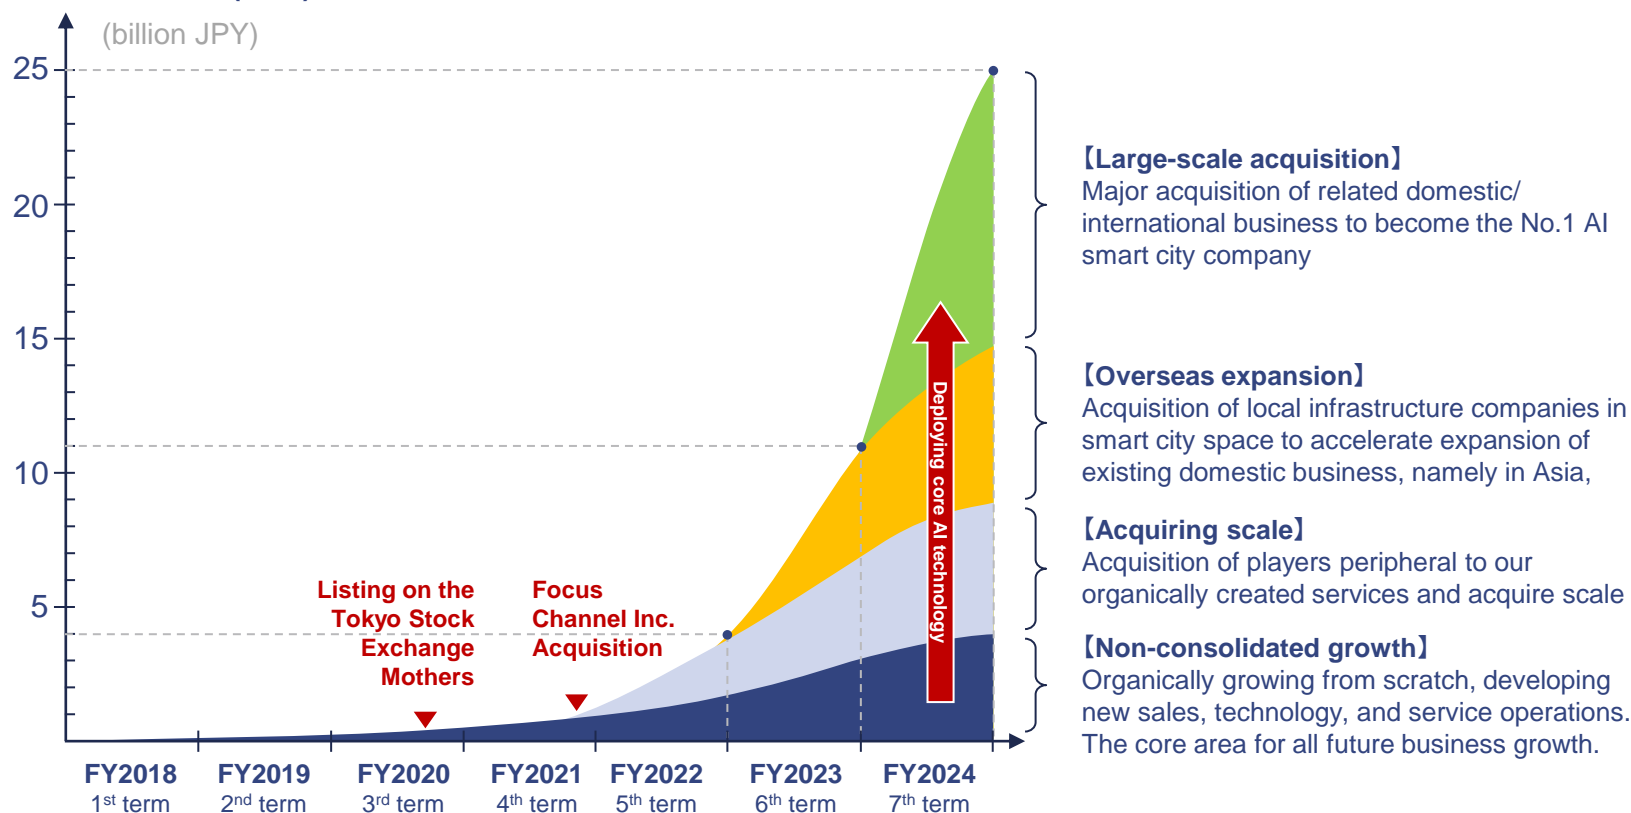 (billion JPY)
25
20
15
10
5
Listing on the
Tokyo Stock
Exchange
Mothers
Focus
Channel Inc.
Acquisition
Deploying core AI technology
FY2018
1st term
FY2019
2nd term
FY2020
3rd term
FY2021
4th term
FY2022
5th term
FY2023
6th term
FY2024
7th term
【Large-scale acquisition】
Major acquisition of related domestic/
international business to become the No.1 AI
smart city company
【Overseas expansion】
Acquisition of local infrastructure companies in
smart city space to accelerate expansion of
existing domestic business, namely in Asia,
【Acquiring scale】
Acquisition of players peripheral to our
organically created services and acquire scale
【Non-consolidated growth】
Organically growing from scratch, developing
new sales, technology, and service operations.
The core area for all future business growth.